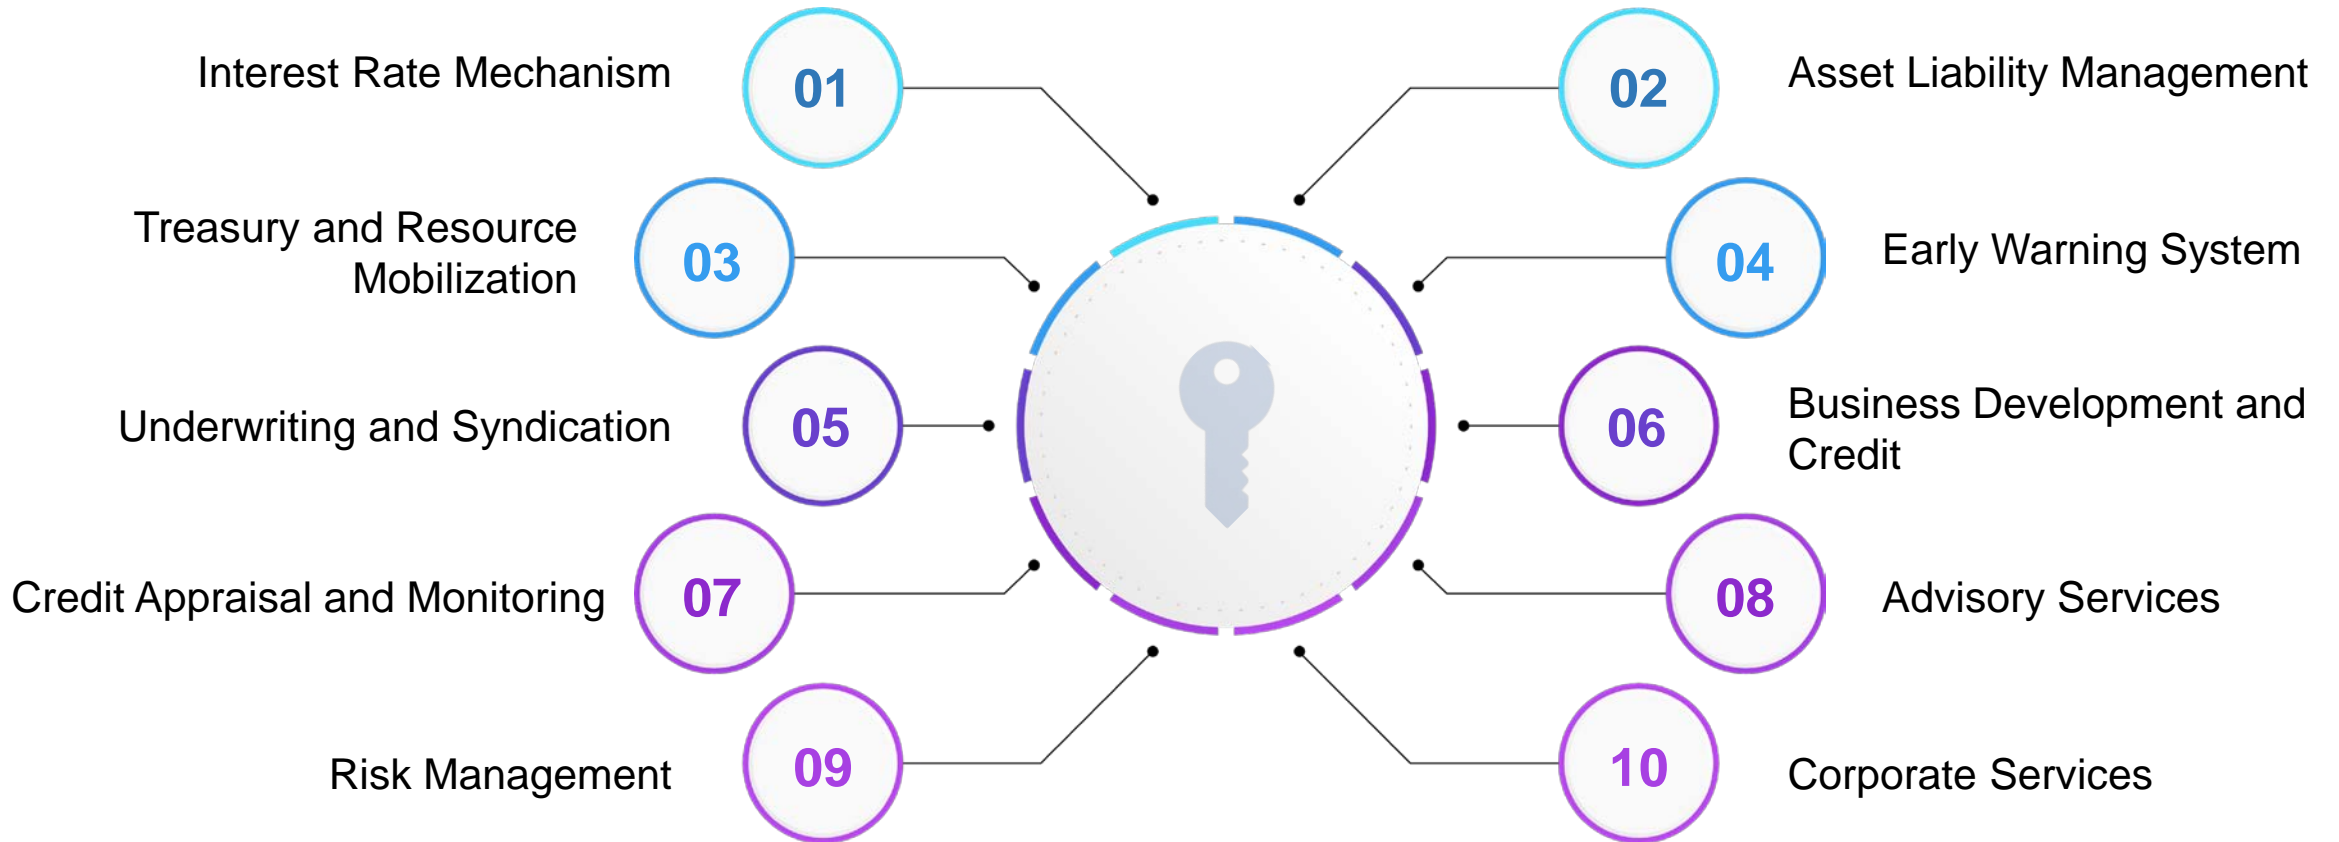 Interest Rate Mechanism
01
02
Asset Liability Management
Treasury and Resource
Mobilization
03
04
Early Warning System
Underwriting and Syndication
05
06
Business Development and
Credit
Credit Appraisal and Monitoring
07
08
Advisory Services
Risk Management
09
10
Corporate Services